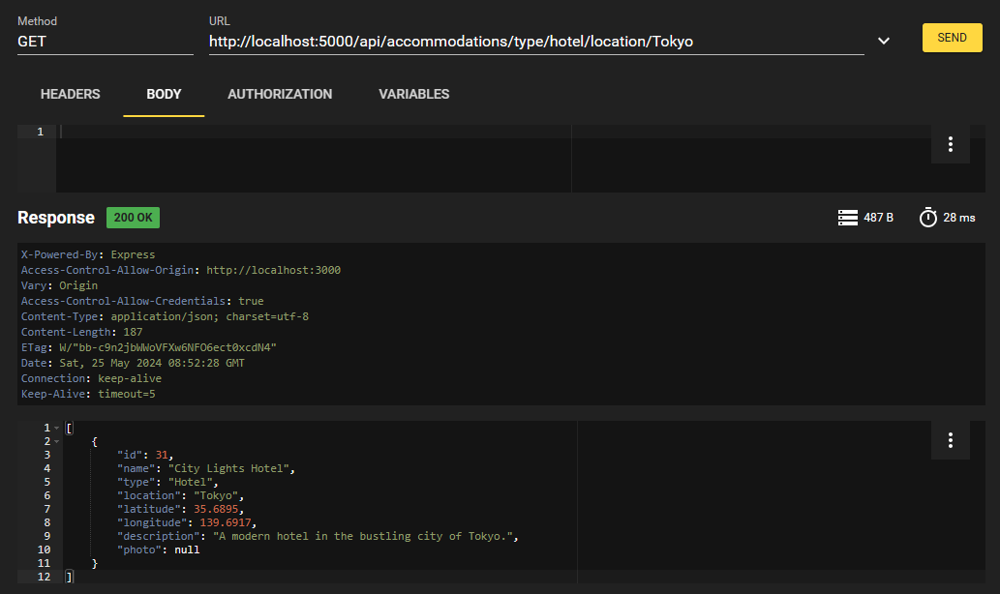 Method URL
GET http://localhost:5000/api/accommodations/type/hotel/location/Tokyo SEND
HEADERS BODY AUTHORIZATION VARIABLES
1
Response 200 OK 487 B 28 ms
X-Powered-By: Express
Access-Control-Allow-Origin: http://localhost:3000
Vary: Origin
Access-Control-Allow-Credentials: true
Content-Type: application/json; charset=utf-8
Content-Length: 187
ETag: W/"bb-c9n2jbWWoVFXw6NFO6ect0xcdN4"
Date: Sat, 25 May 2024 08:52:28 GMT
Connection: keep-alive
Keep-Alive: timeout=5
1 [
2 {
3 "id": 31,
4 "name": "City Lights Hotel",
5 "type": "Hotel",
6 "location": "Tokyo",
7 "latitude": 35.6895,
8 "longitude": 139.6917,
9 "description": "A modern hotel in the bustling city of Tokyo.",
10 "photo": null
11 }
12 ]